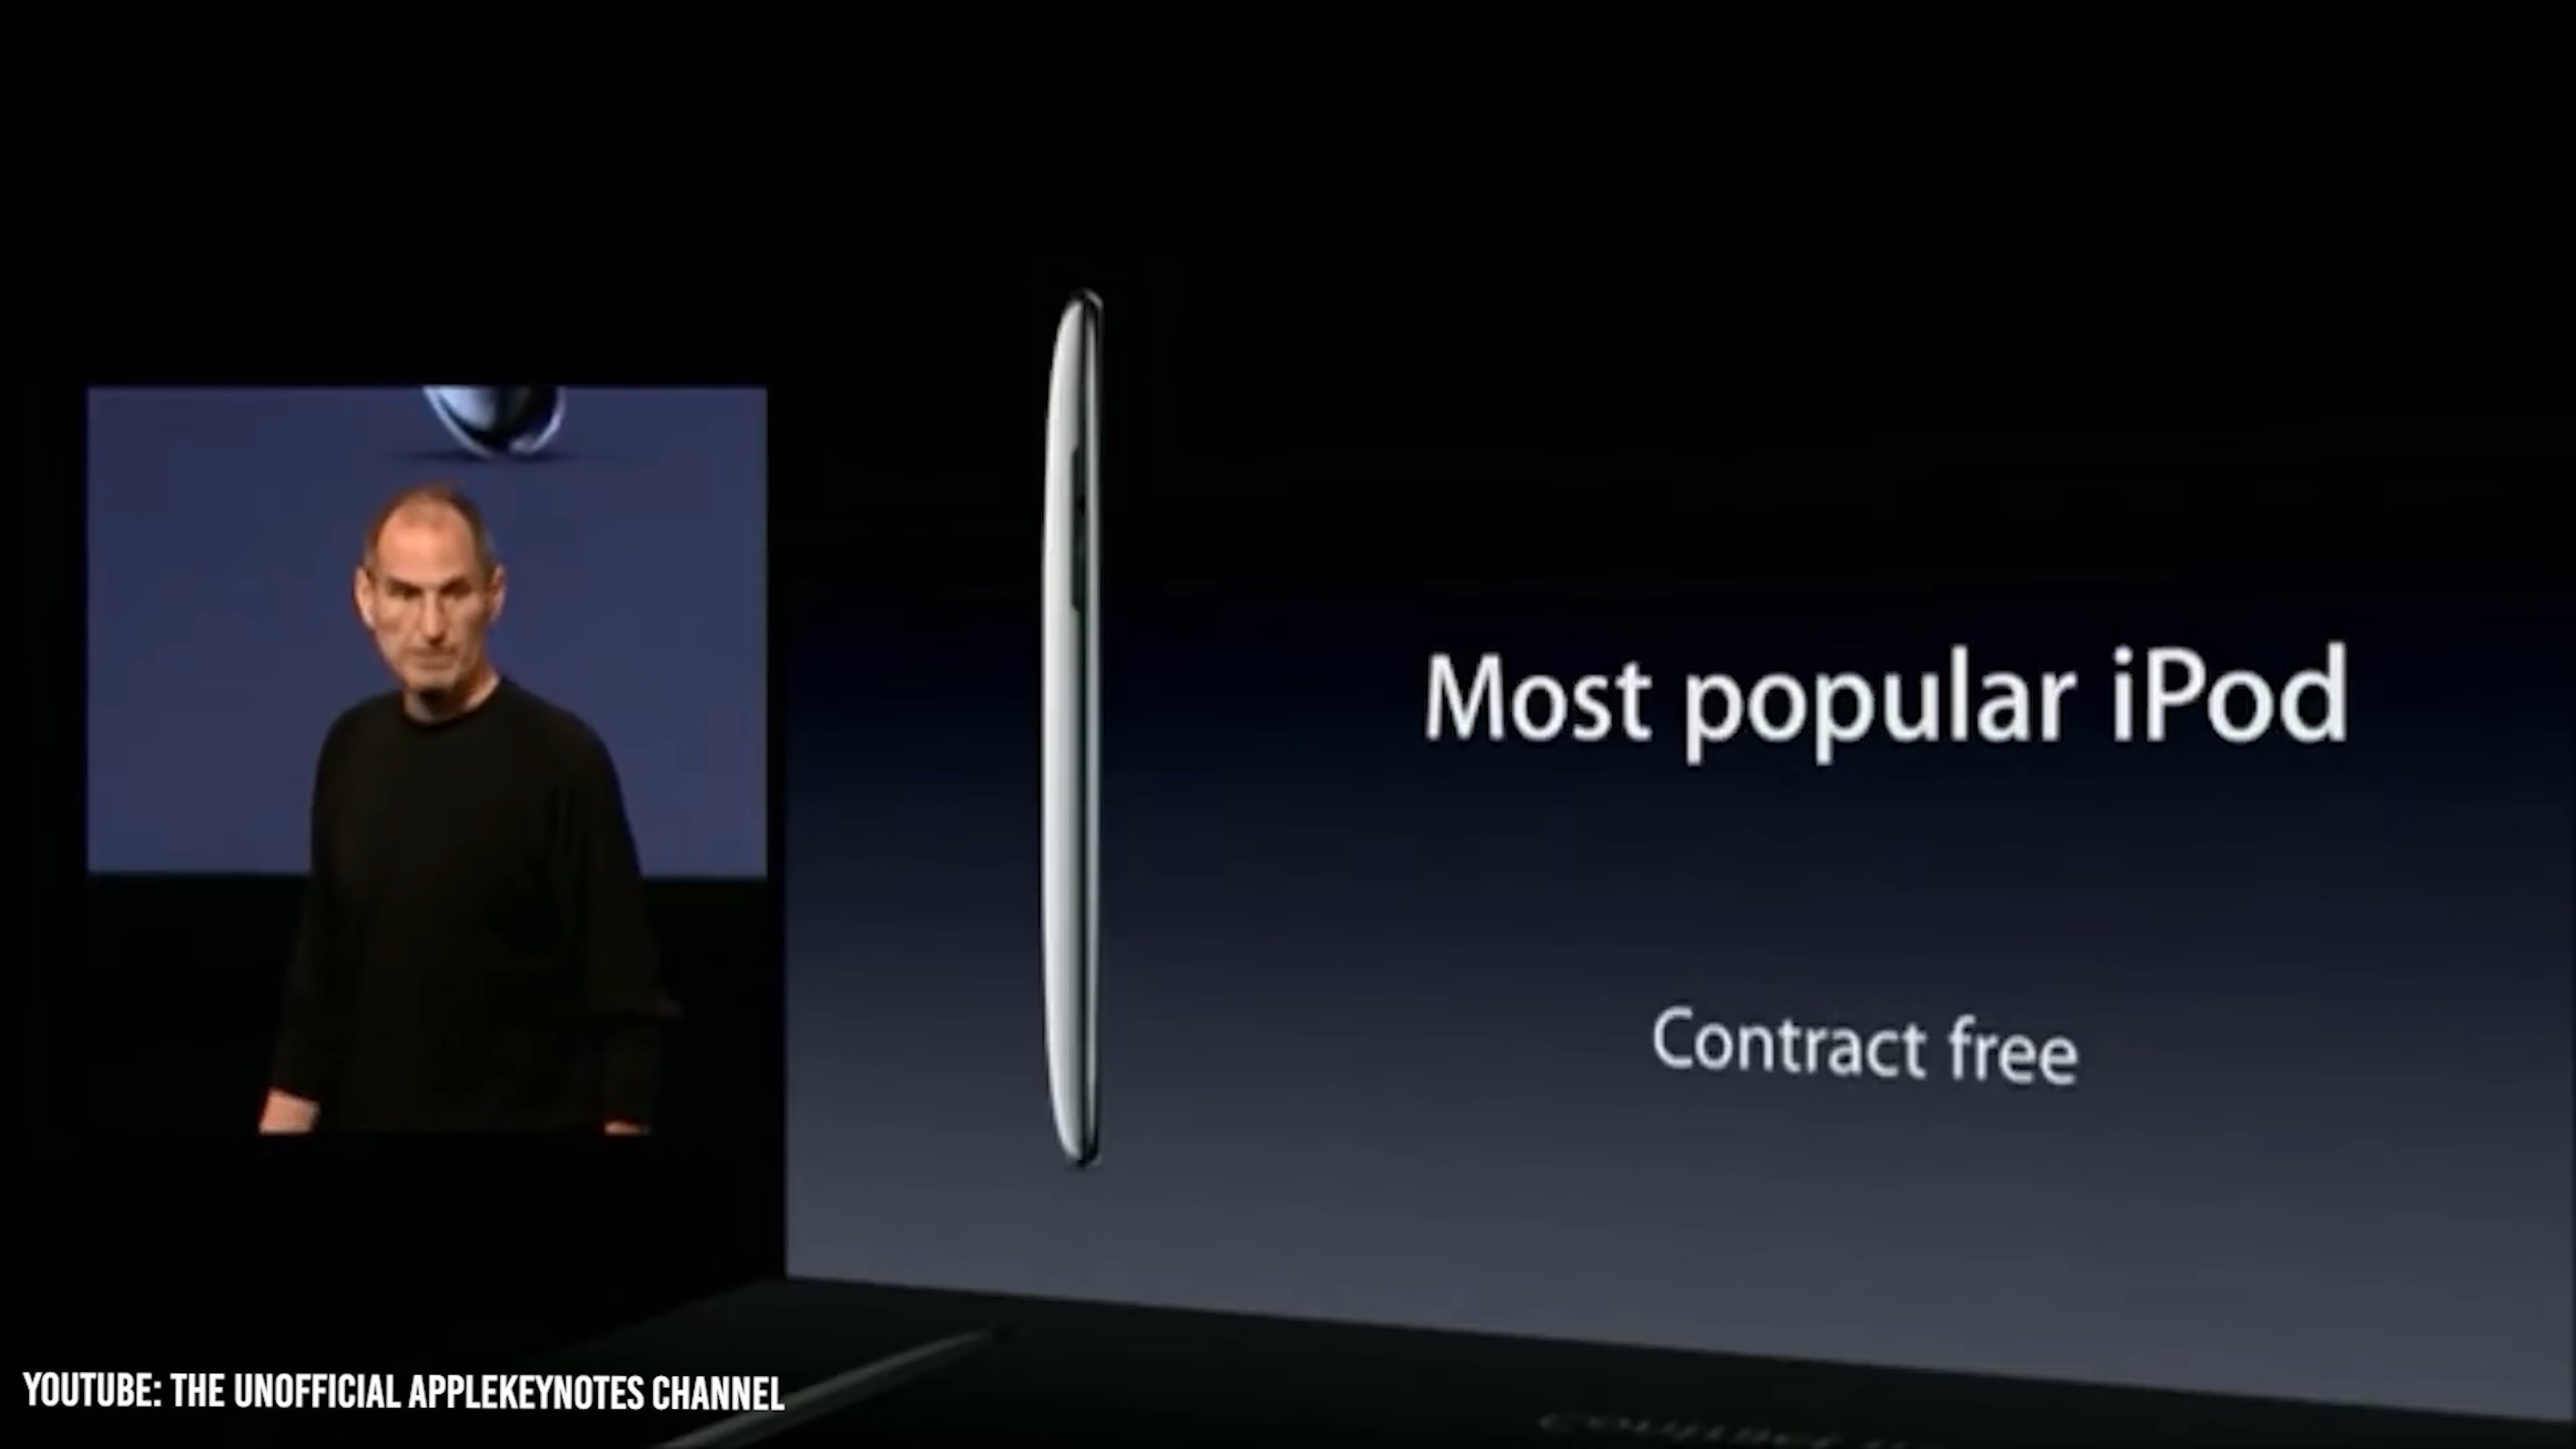 Most popular iPod
Contract free
YOUTUBE: THE UNOFFICIAL APPLEKEYNOTES CHANNEL